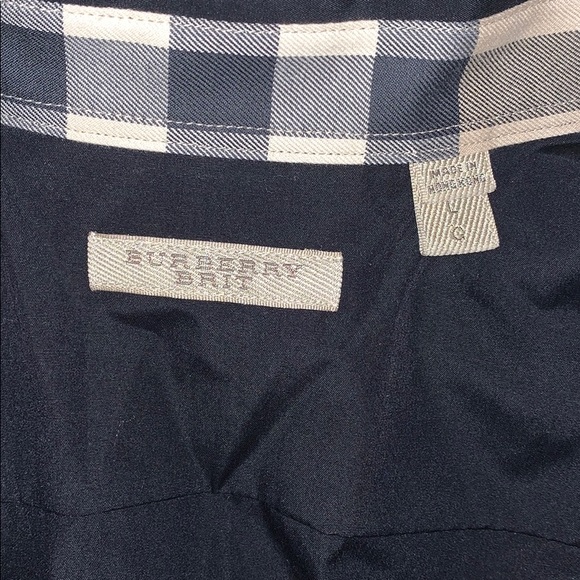 BURBERRY
BRIT
MADE IN
HONG KONG
L
G